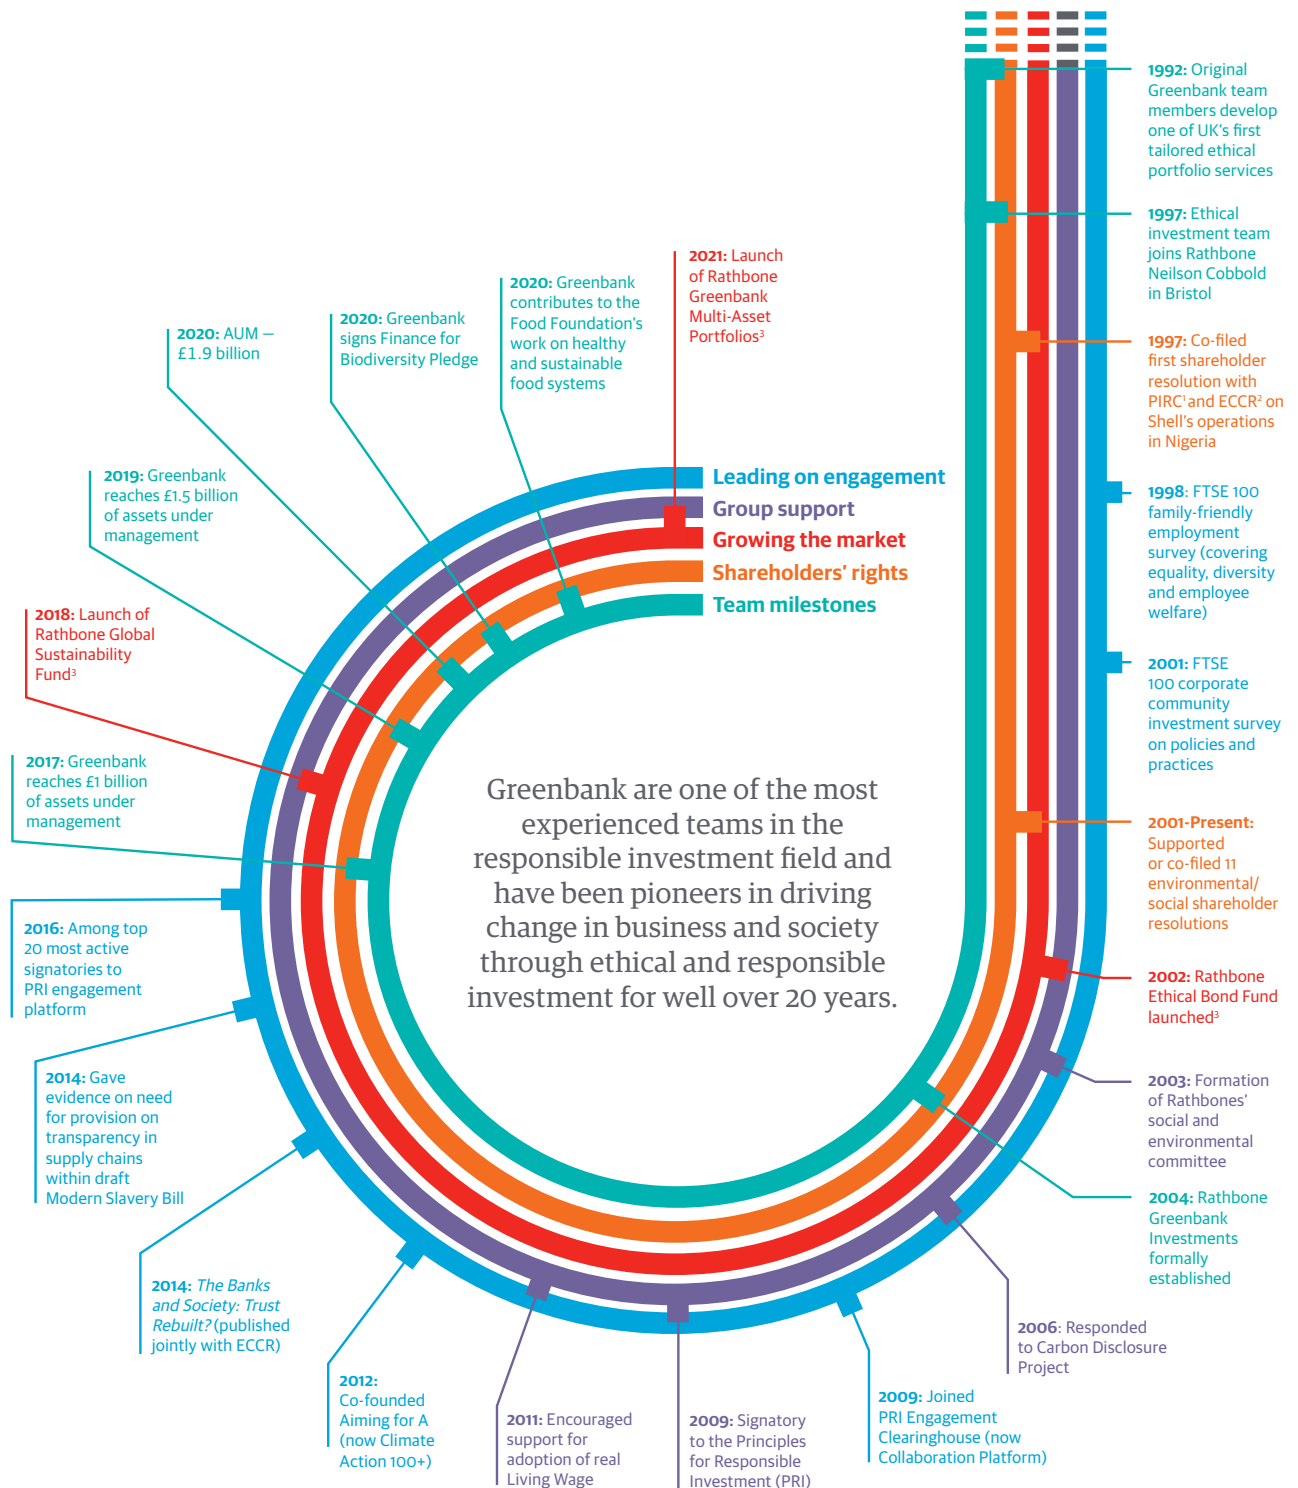 1992: Original
Greenbank team
members develop
one of UK's first
tailored ethical
portfolio services
1997: Ethical
investment team
joins Rathbone
Neilson Cobbold
in Bristol
1997: Co-filed
first shareholder
resolution with
PIRC¹ and ECCR² on
Shell's operations
in Nigeria
1998: FTSE 100
family-friendly
employment
survey (covering
equality, diversity
and employee
welfare)
2001: FTSE
100 corporate
community
investment survey
on policies and
practices
2001-Present:
Supported
or co-filed 11
environmental/
social shareholder
resolutions
2002: Rathbone
Ethical Bond Fund
launched³
2003: Formation
of Rathbones'
social and
environmental
committee
2004: Rathbone
Greenbank
Investments
formally
established
2006: Responded
to Carbon Disclosure
Project
2009: Joined
PRI Engagement
Clearinghouse (now
Collaboration Platform)
2009: Signatory
to the Principles
for Responsible
Investment (PRI)
2011: Encouraged
support for
adoption of real
Living Wage
2012:
Co-founded
Aiming for A
(now Climate
Action 100+)
2014: The Banks
and Society: Trust
Rebuilt? (published
jointly with ECCR)
2014: Gave
evidence on need
for provision on
transparency in
supply chains
within draft
Modern Slavery Bill
2016: Among top
20 most active
signatories to
PRI engagement
platform
2017: Greenbank
reaches £1 billion
of assets under
management
2018: Launch of
Rathbone Global
Sustainability
Fund³
2019: Greenbank
reaches £1.5 billion
of assets under
management
2020: AUM –
£1.9 billion
2020: Greenbank
signs Finance for
Biodiversity Pledge
2020: Greenbank
contributes to the
Food Foundation's
work on healthy
and sustainable
food systems
2021: Launch
of Rathbone
Greenbank
Multi-Asset
Portfolios³
Leading on engagement
Group support
Growing the market
Shareholders' rights
Team milestones
Greenbank are one of the most
experienced teams in the
responsible investment field and
have been pioneers in driving
change in business and society
through ethical and responsible
investment for well over 20 years.